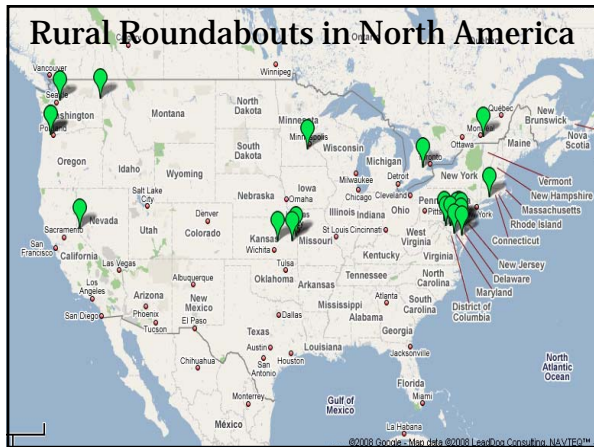 Rural Roundabouts in North America
Vancouver
Winnipeg
Ontario
Québec
Seattle
Washington
Montana
North
Dakota
Minnesota
Minneapolis
Ottawa
Maine
New
Brunswick
Nova
Scotia
Portland
Oregon
Idaho
Wyoming
South
Dakota
Wisconsin
Michigan
Toronto
New York
Vermont
New Hampshire
Massachusetts
Rhode Island
Connecticut
Milwaukee
Detroit
Chicago
Cleveland
Salt Lake
City
Nebraska
Iowa
Omaha
Nevada
Utah
Denver
Colorado
Illinois
Indiana
Ohio
New Jersey
Delaware
Maryland
District of
Columbia
Sacramento
San
Francisco
California
Las Vegas
Kansas
Wichita
Missouri
St Louis
Cincinnati
West
Virginia
Virginia
Kentucky
Los
Angeles
Albuquerque
Tulsa
Oklahoma
Arkansas
Tennessee
North
Carolina
San Diego
Arizona
Phoenix
Tucson
New
Mexico
El Paso
Dallas
Mississippi
Alabama
Atlanta
South
Carolina
Georgia
Texas
Austin
San
Antonio
Houston
Louisiana
Jacksonville
Chihuahua
Monterrey
México
Gulf of
Mexico
Florida
Miami
La Habana
North
Atlantic
Ocean
©2008 Google - Map data ©2008 LeadDog Consulting, NAVTEQ™